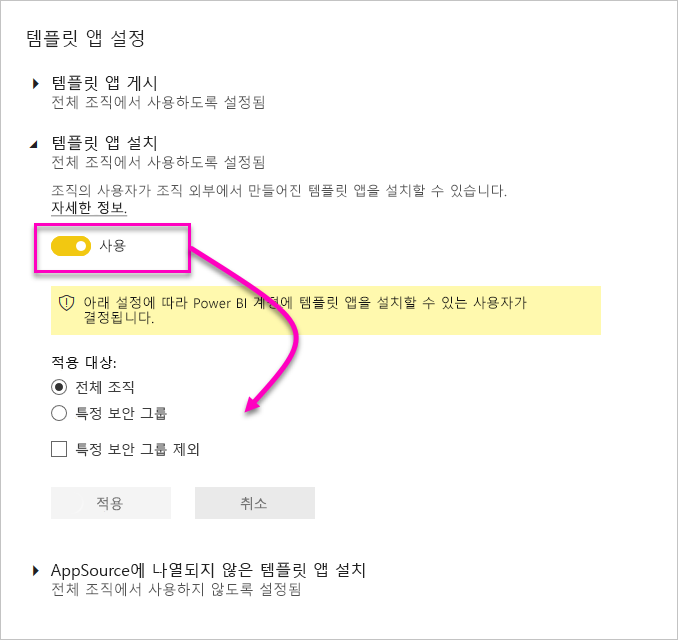 템플릿 앱 설정
템플릿 앱 게시
전체 조직에서 사용하도록 설정됨
템플릿 앱 설치
전체 조직에서 사용하도록 설정됨
조직의 사용자가 조직 외부에서 만들어진 템플릿 앱을 설치할 수 있습니다.
자세한 정보.
사용
아래 설정에 따라 Power BI 계정에 템플릿 앱을 설치할 수 있는 사용자가
결정됩니다.
적용 대상:
전체 조직
특정 보안 그룹
특정 보안 그룹 제외
적용
취소
AppSource에 나열되지 않은 템플릿 앱 설치
전체 조직에서 사용하지 않도록 설정됨